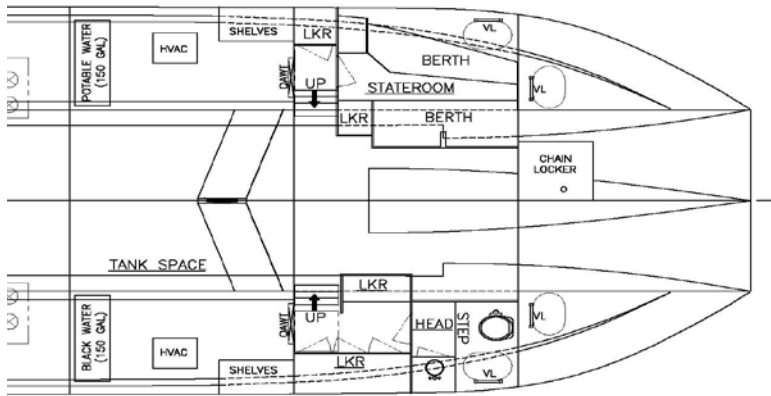 POTABLE WATER
(150 GAL)
HVAC
SHELVES
LKR
QAWT
UP
BERTH
STATEROOM
VL
VL
LKR
BERTH
CHAIN
LOCKER
TANK SPACE
LKR
BLACK WATER
(150 GAL)
HVAC
SHELVES
QAWT
UP
LKR
HEAD
STEP
VL
VL